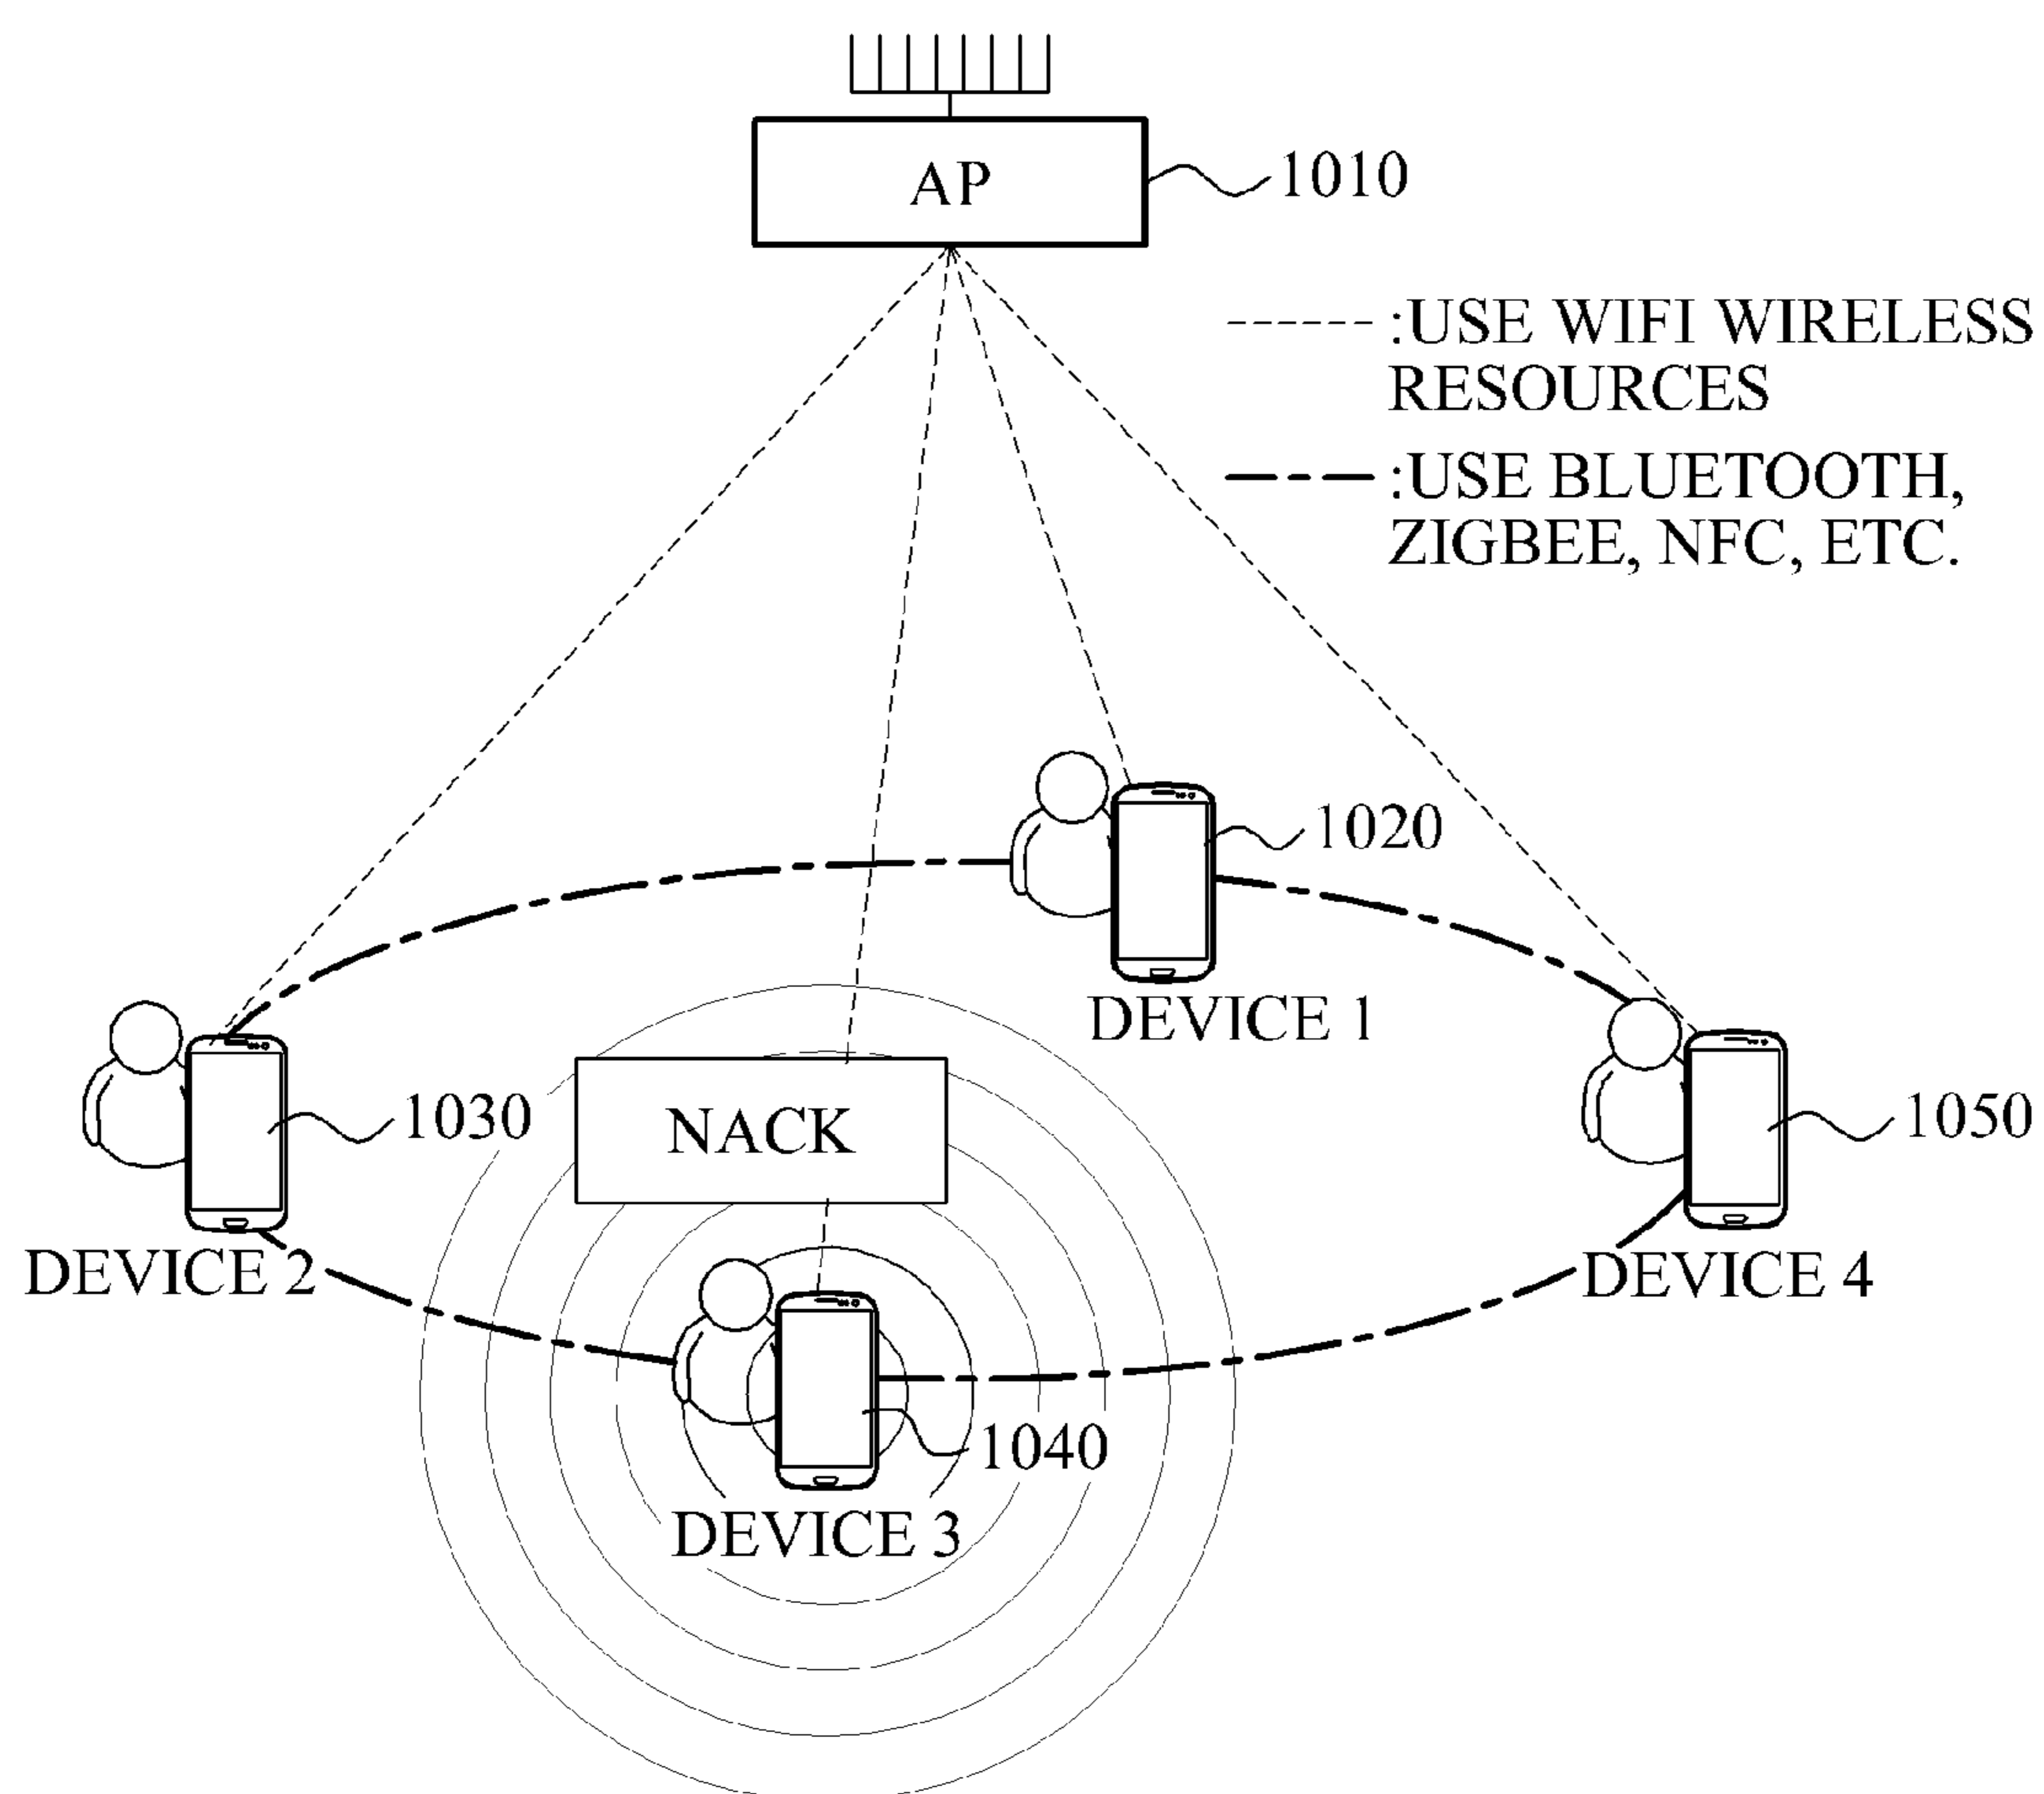 AP
1010
:USE WIFI WIRELESS
RESOURCES
:USE BLUETOOTH,
ZIGBEE, NFC, ETC.
1020
DEVICE 1
1030
NACK
1050
DEVICE 2
DEVICE 4
1040
DEVICE 3